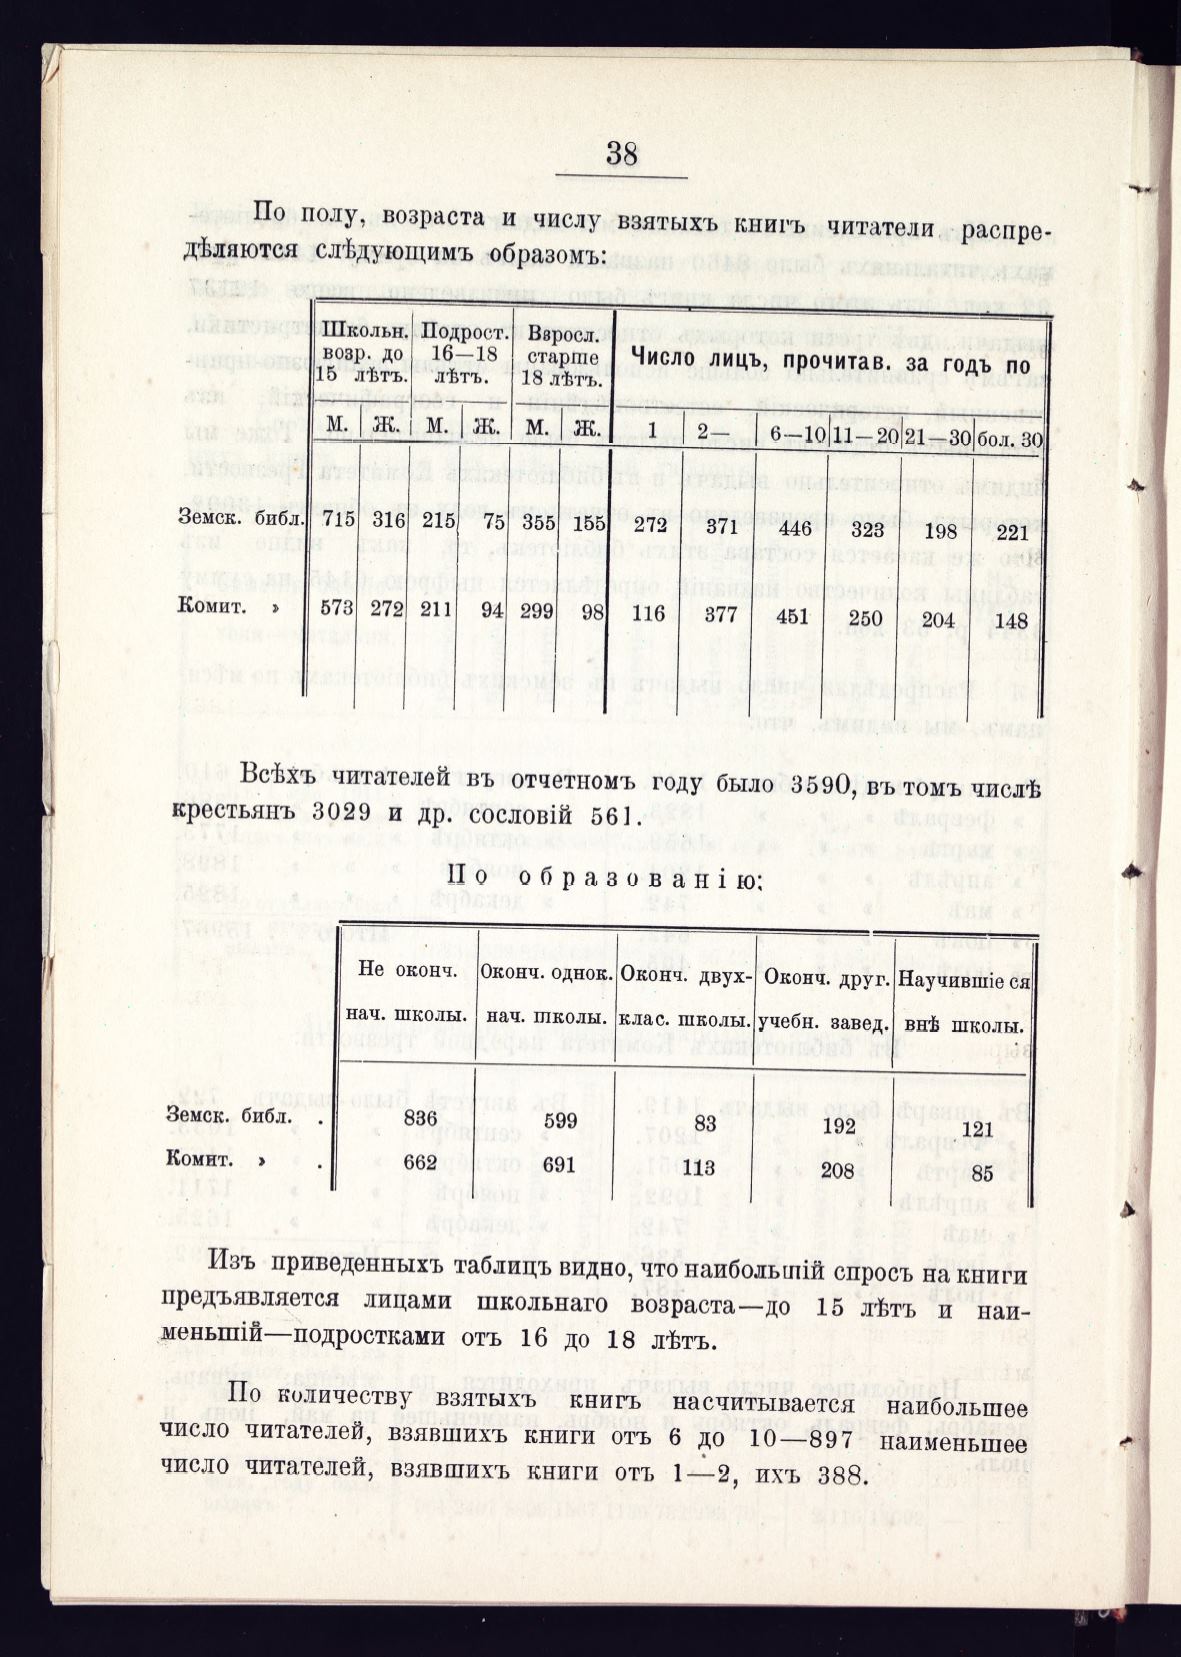 38
По полу, возраста и числу взятыхъ книгъ читатели распре-
дѣляются слѣдующимъ образомъ:
Школьн. возр. до 15 лѣтъ. | Подрост. 16—18 лѣтъ. | Взросл. старше 18 лѣтъ. | Число лицъ, прочитав. за годъ по
М. | Ж. | М. | Ж. | М. | Ж. | 1 | 2— | 6—10 | 11—20 | 21—30 | бол. 30
Земск. библ. 715 316 215 75 355 155 272 371 446 323 198 221
Комит. » 573 272 211 94 299 98 116 377 451 250 204 148
Всѣхъ читателей въ отчетномъ году было 3590, въ томъ числѣ
крестьянъ 3029 и др. сословій 561.
По образованію:
Не оконч. нач. школы. | Оконч. однок. нач. школы. | Оконч. двух-клас. школы. | Оконч. друг. учебн. завед. | Научившіе ся внѣ школы.
Земск. библ. . 836 599 83 192 121
Комит. » . 662 691 113 208 85
Изъ приведенныхъ таблицъ видно, что наибольшій спросъ на книги
предъявляется лицами школьнаго возраста—до 15 лѣтъ и наи-
меньшій—подростками отъ 16 до 18 лѣтъ.
По количеству взятыхъ книгъ насчитывается наибольшее
число читателей, взявшихъ книги отъ 6 до 10—897 наименьшее
число читателей, взявшихъ книги отъ 1—2, ихъ 388.